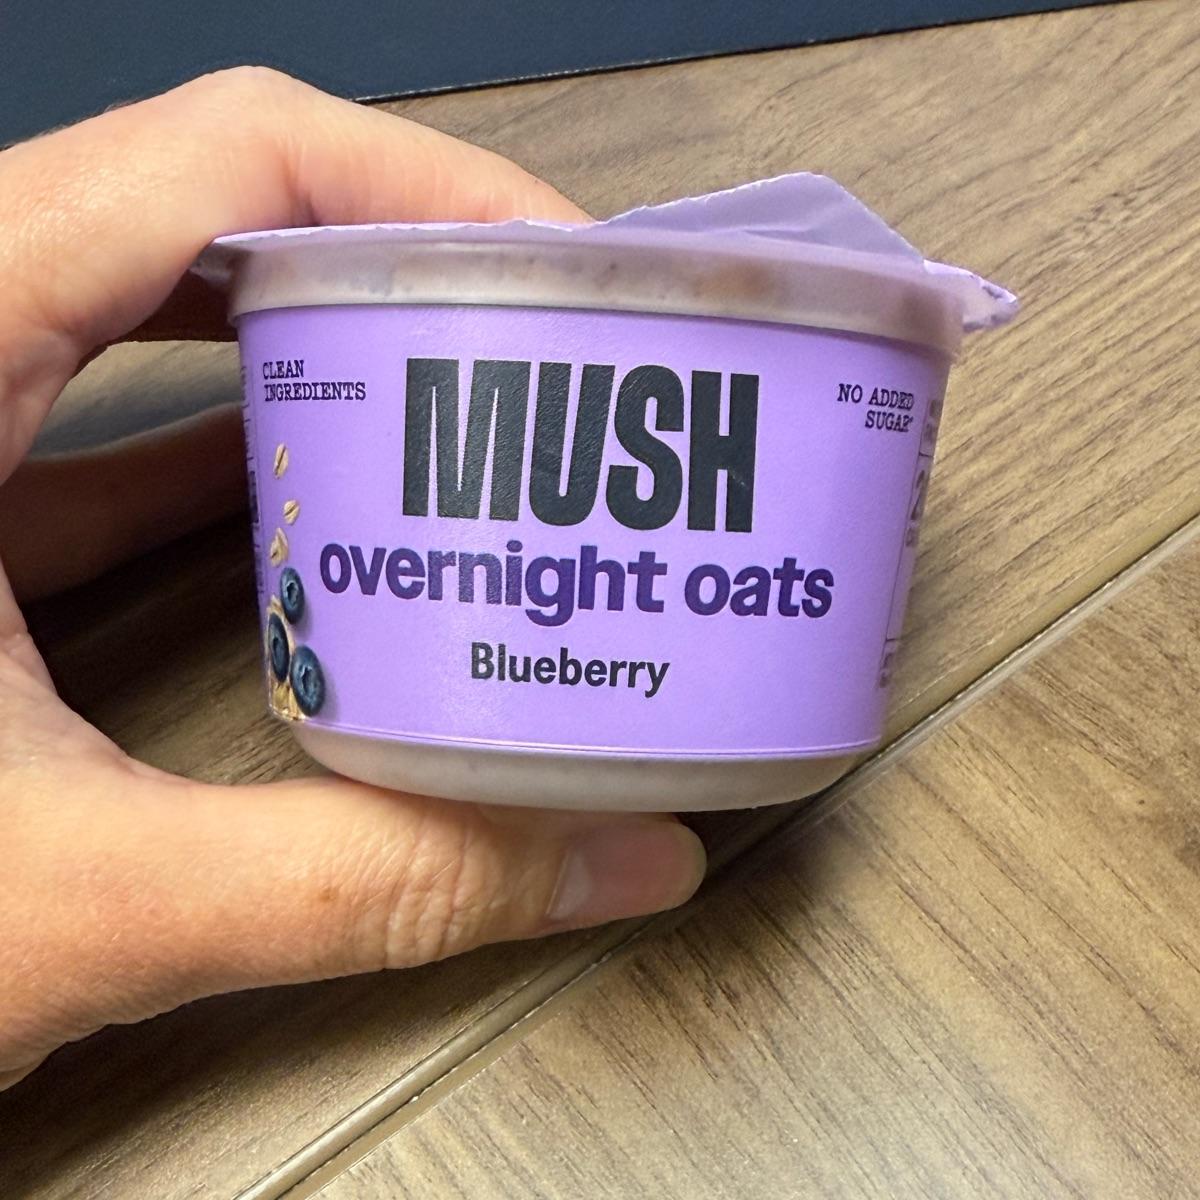 CLEAN
INGREDIENTS
MUSH
NO ADDED
SUGAR*
overnight oats
Blueberry